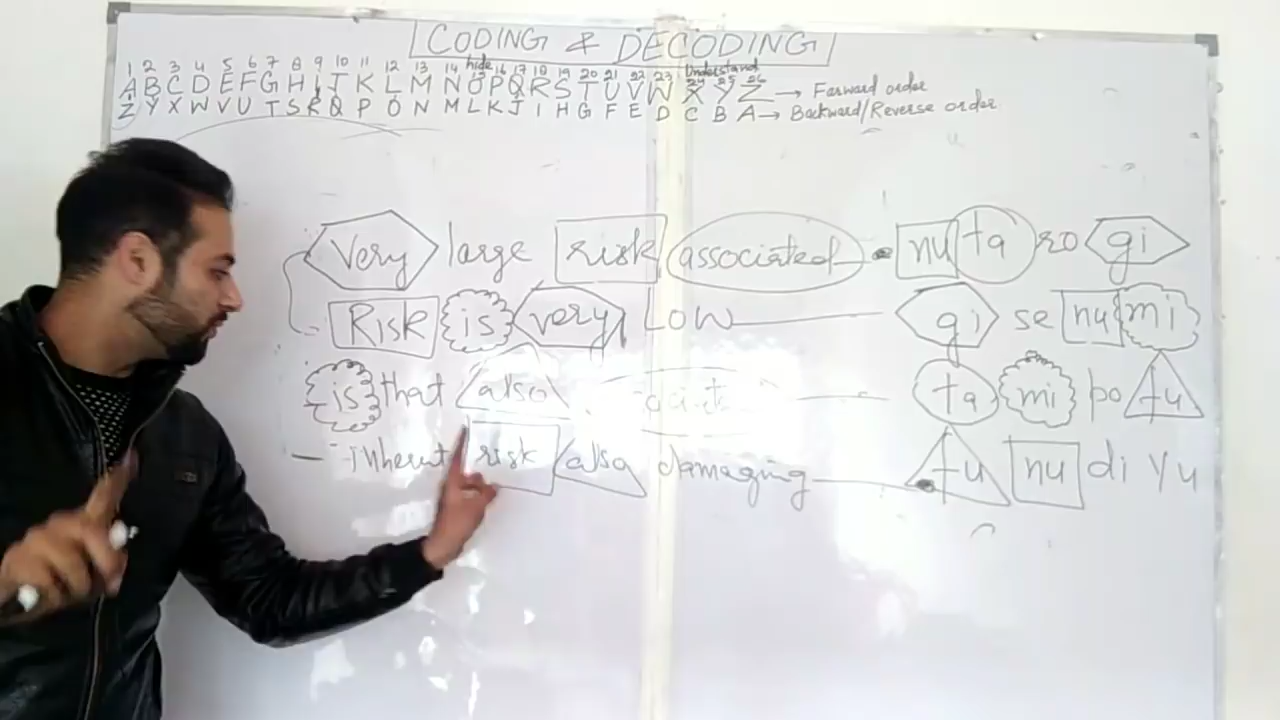 CODING & DECODING
1 2 3 4 5 6 7 8 9 10 11 12 13 14 15 16 17 18 19 20 21 22 23 24 25 26
hide Understand
A B C D E F G H I J K L M N O P Q R S T U V W X Y Z → Forward order
Z Y X W V U T S R Q P O N M L K J I H G F E D C B A → Backward/Reverse order
Very large risk associated - nu ta ro gi
Risk is very Low gi se nu mi
is that also ta mi po fu
inherent risk also damaging fu nu di yu